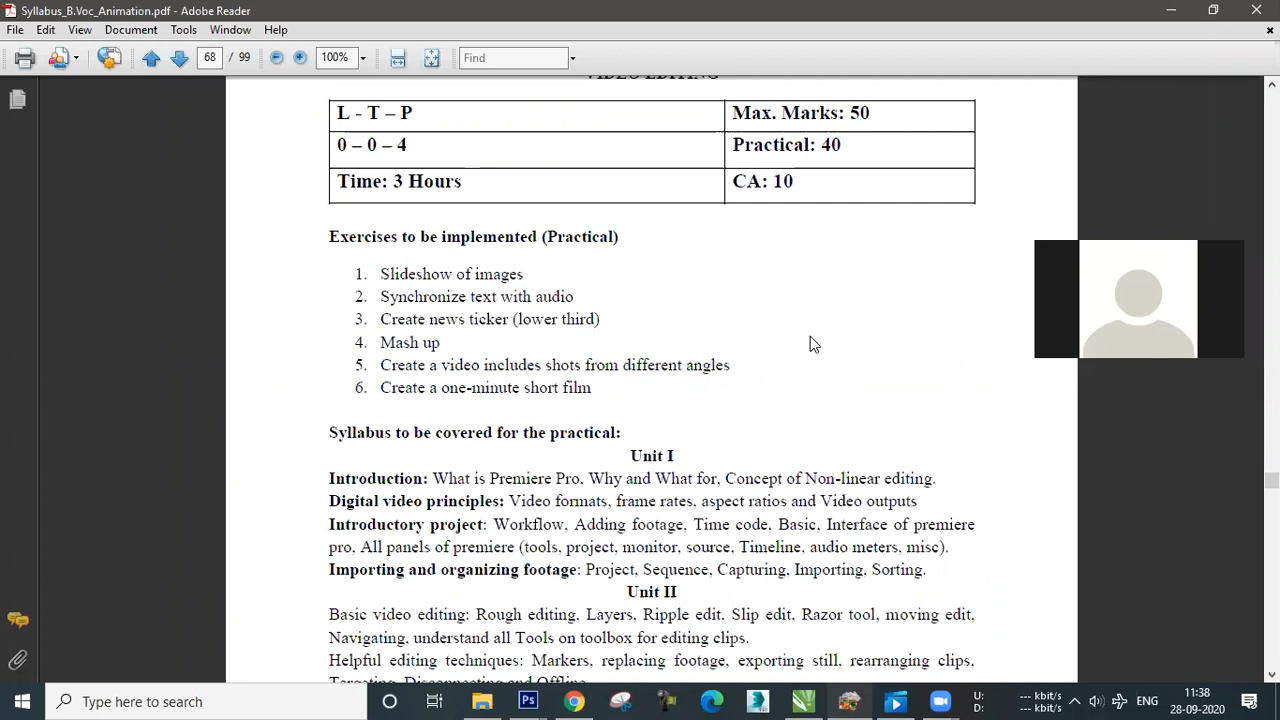 Syllabus_B.Voc_Animation.pdf - Adobe Reader
File Edit View Document Tools Window Help
68 / 99 100% Find
VIDEO EDITING
L - T – P Max. Marks: 50
0 – 0 – 4 Practical: 40
Time: 3 Hours CA: 10
Exercises to be implemented (Practical)
1. Slideshow of images
2. Synchronize text with audio
3. Create news ticker (lower third)
4. Mash up
5. Create a video includes shots from different angles
6. Create a one-minute short film
Syllabus to be covered for the practical:
Unit I
Introduction: What is Premiere Pro, Why and What for, Concept of Non-linear editing.
Digital video principles: Video formats, frame rates, aspect ratios and Video outputs
Introductory project: Workflow, Adding footage, Time code, Basic, Interface of premiere
pro, All panels of premiere (tools, project, monitor, source, Timeline, audio meters, misc).
Importing and organizing footage: Project, Sequence, Capturing, Importing, Sorting.
Unit II
Basic video editing: Rough editing, Layers, Ripple edit, Slip edit, Razor tool, moving edit,
Navigating, understand all Tools on toolbox for editing clips.
Helpful editing techniques: Markers, replacing footage, exporting still, rearranging clips,
Targeting, Disconnecting and Offline
Type here to search
Ps
U: --- kbit/s
D: --- kbit/s
ENG
11:38
28-09-2020